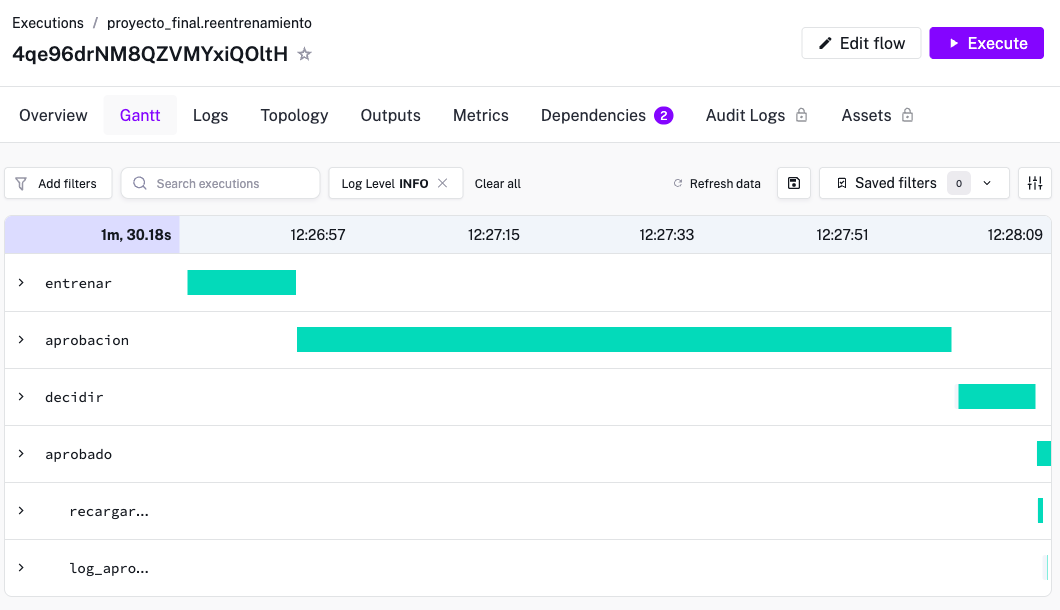 Executions / proyecto_final.reentrenamiento
4qe96drNM8QZVMYxiQOltH
Edit flow
Execute
Overview Gantt Logs Topology Outputs Metrics Dependencies 2 Audit Logs Assets
Add filters Search executions Log Level INFO Clear all Refresh data Saved filters 0
1m, 30.18s 12:26:57 12:27:15 12:27:33 12:27:51 12:28:09
entrenar
aprobacion
decidir
aprobado
recargar...
log_apro...